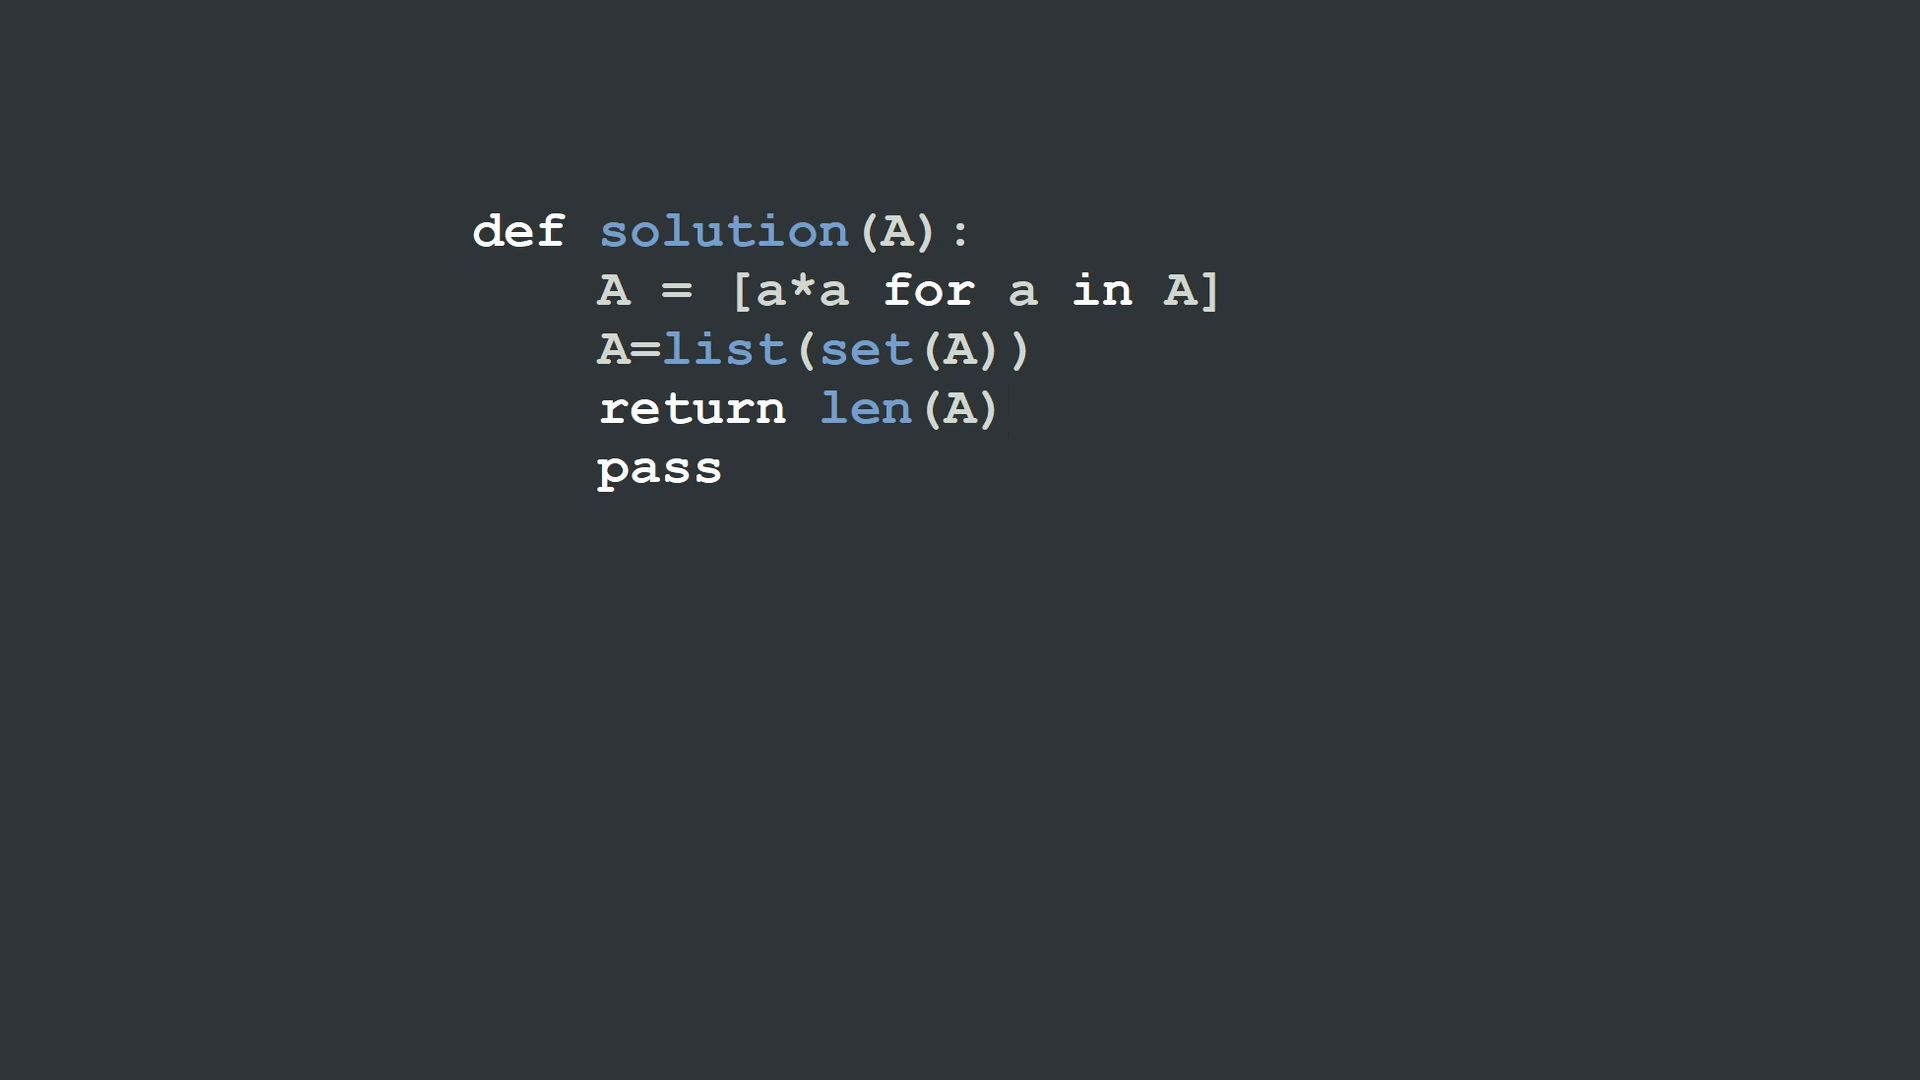 def solution(A):
    A = [a*a for a in A]
    A=list(set(A))
    return len(A)
    pass